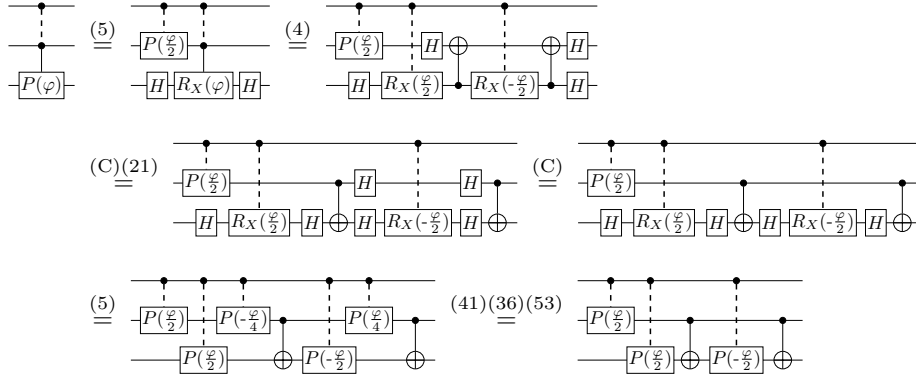 (5) = (4) =
P(φ/2) P(φ/2) H H
P(φ) H R_X(φ) H H R_X(φ/2) R_X(-φ/2) H
(C)(21) = (C) =
P(φ/2) H H P(φ/2)
H R_X(φ/2) H H R_X(-φ/2) H H R_X(φ/2) H H R_X(-φ/2) H
(5) = (41)(36)(53) =
P(φ/2) P(-φ/4) P(φ/4) P(φ/2)
P(φ/2) P(-φ/2) P(φ/2) P(-φ/2)